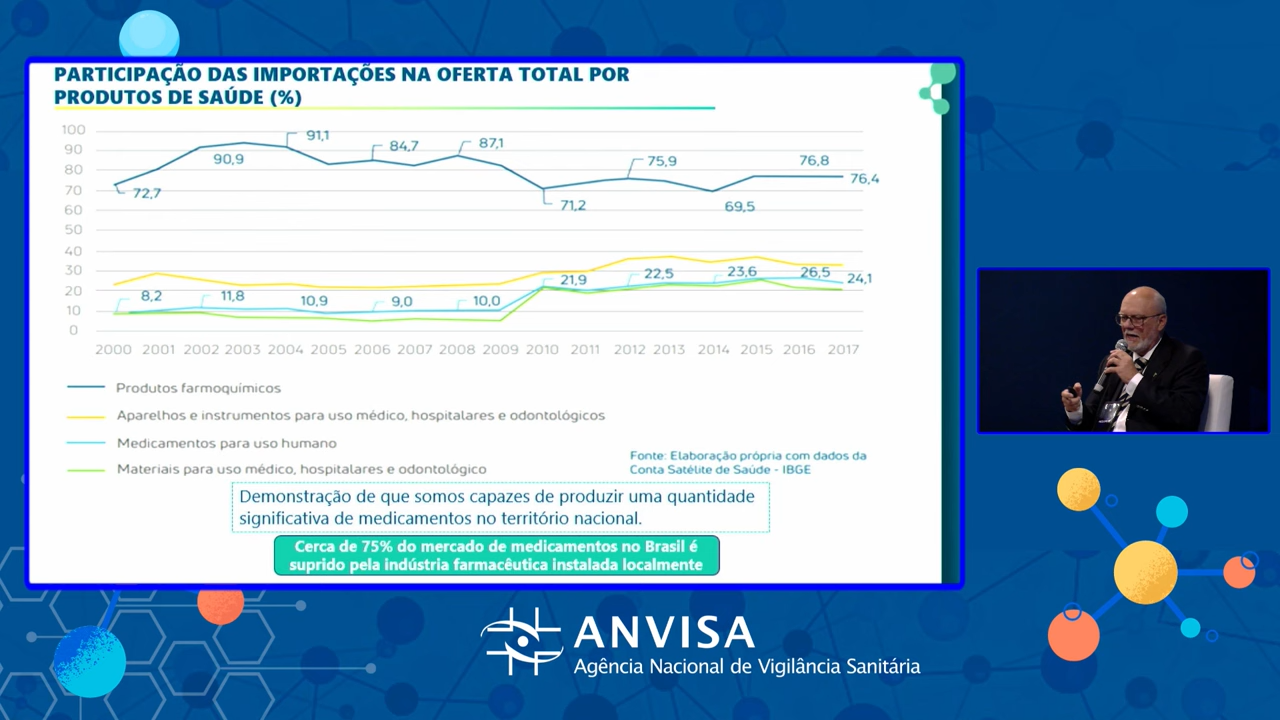 PARTICIPAÇÃO DAS IMPORTAÇÕES NA OFERTA TOTAL POR
PRODUTOS DE SAÚDE (%)
100
90
80
70
60
50
40
30
20
10
0
72,7
90,9
91,1
84,7
87,1
71,2
75,9
69,5
76,8
76,4
8,2
11,8
10,9
9,0
10,0
21,9
22,5
23,6
26,5
24,1
2000 2001 2002 2003 2004 2005 2006 2007 2008 2009 2010 2011 2012 2013 2014 2015 2016 2017
Produtos farmoquímicos
Aparelhos e instrumentos para uso médico, hospitalares e odontológicos
Medicamentos para uso humano
Materiais para uso médico, hospitalares e odontológico
Fonte: Elaboração própria com dados da
Conta Satélite de Saúde - IBGE
Demonstração de que somos capazes de produzir uma quantidade
significativa de medicamentos no território nacional.
Cerca de 75% do mercado de medicamentos no Brasil é
suprido pela indústria farmacêutica instalada localmente
ANVISA
Agência Nacional de Vigilância Sanitária